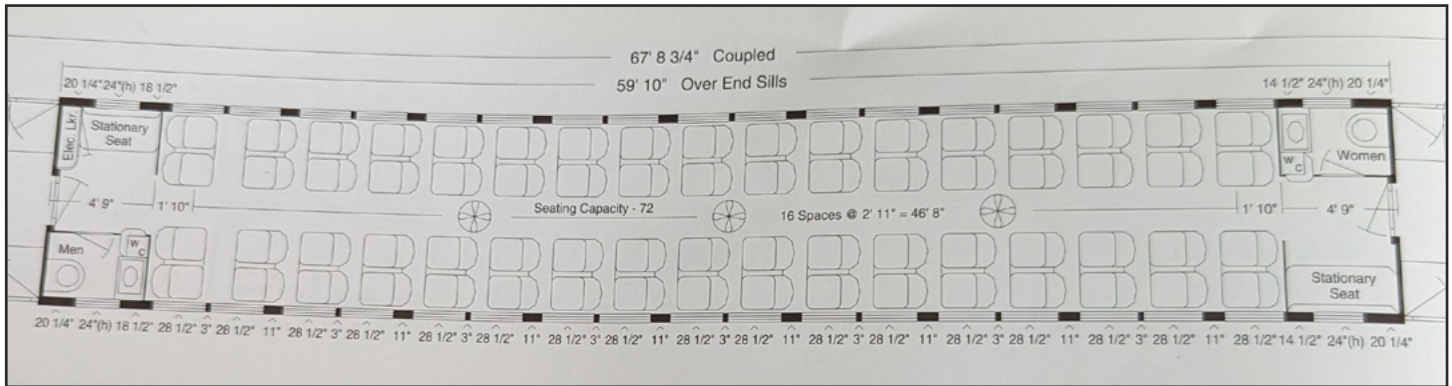 67' 8 3/4" Coupled
59' 10" Over End Sills
20 1/4" 24"(h) 18 1/2"
14 1/2" 24"(h) 20 1/4"
Elec. Lkr.
Stationary
Seat
W
C
Women
4' 9"
1' 10"
Seating Capacity - 72
16 Spaces @ 2' 11" = 46' 8"
1' 10"
4' 9"
Men
W
C
Stationary
Seat
20 1/4" 24"(h) 18 1/2" 28 1/2" 3" 28 1/2" 11" 28 1/2" 3" 28 1/2" 11" 28 1/2" 3" 28 1/2" 11" 28 1/2" 3" 28 1/2" 11" 28 1/2" 3" 28 1/2" 11" 28 1/2" 3" 28 1/2" 11" 28 1/2" 3" 28 1/2" 11" 28 1/2" 3" 28 1/2" 11" 28 1/2" 14 1/2" 24"(h) 20 1/4"